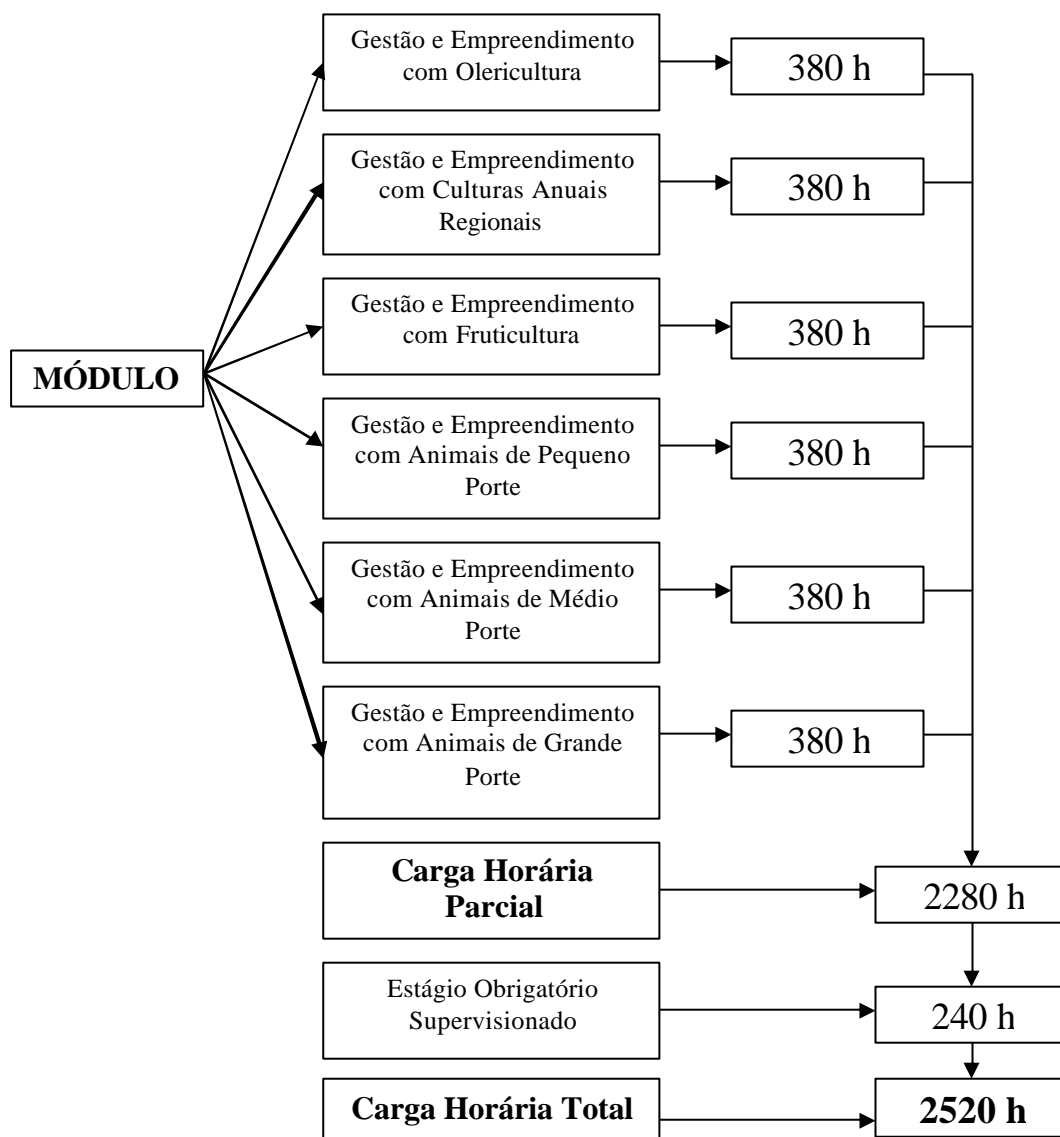 Gestão e Empreendimento
com Olericultura
380 h
Gestão e Empreendimento
com Culturas Anuais
Regionais
380 h
Gestão e Empreendimento
com Fruticultura
380 h
MÓDULO
Gestão e Empreendimento
com Animais de Pequeno
Porte
380 h
Gestão e Empreendimento
com Animais de Médio
Porte
380 h
Gestão e Empreendimento
com Animais de Grande
Porte
380 h
Carga Horária
Parcial
2280 h
Estágio Obrigatório
Supervisionado
240 h
Carga Horária Total
2520 h